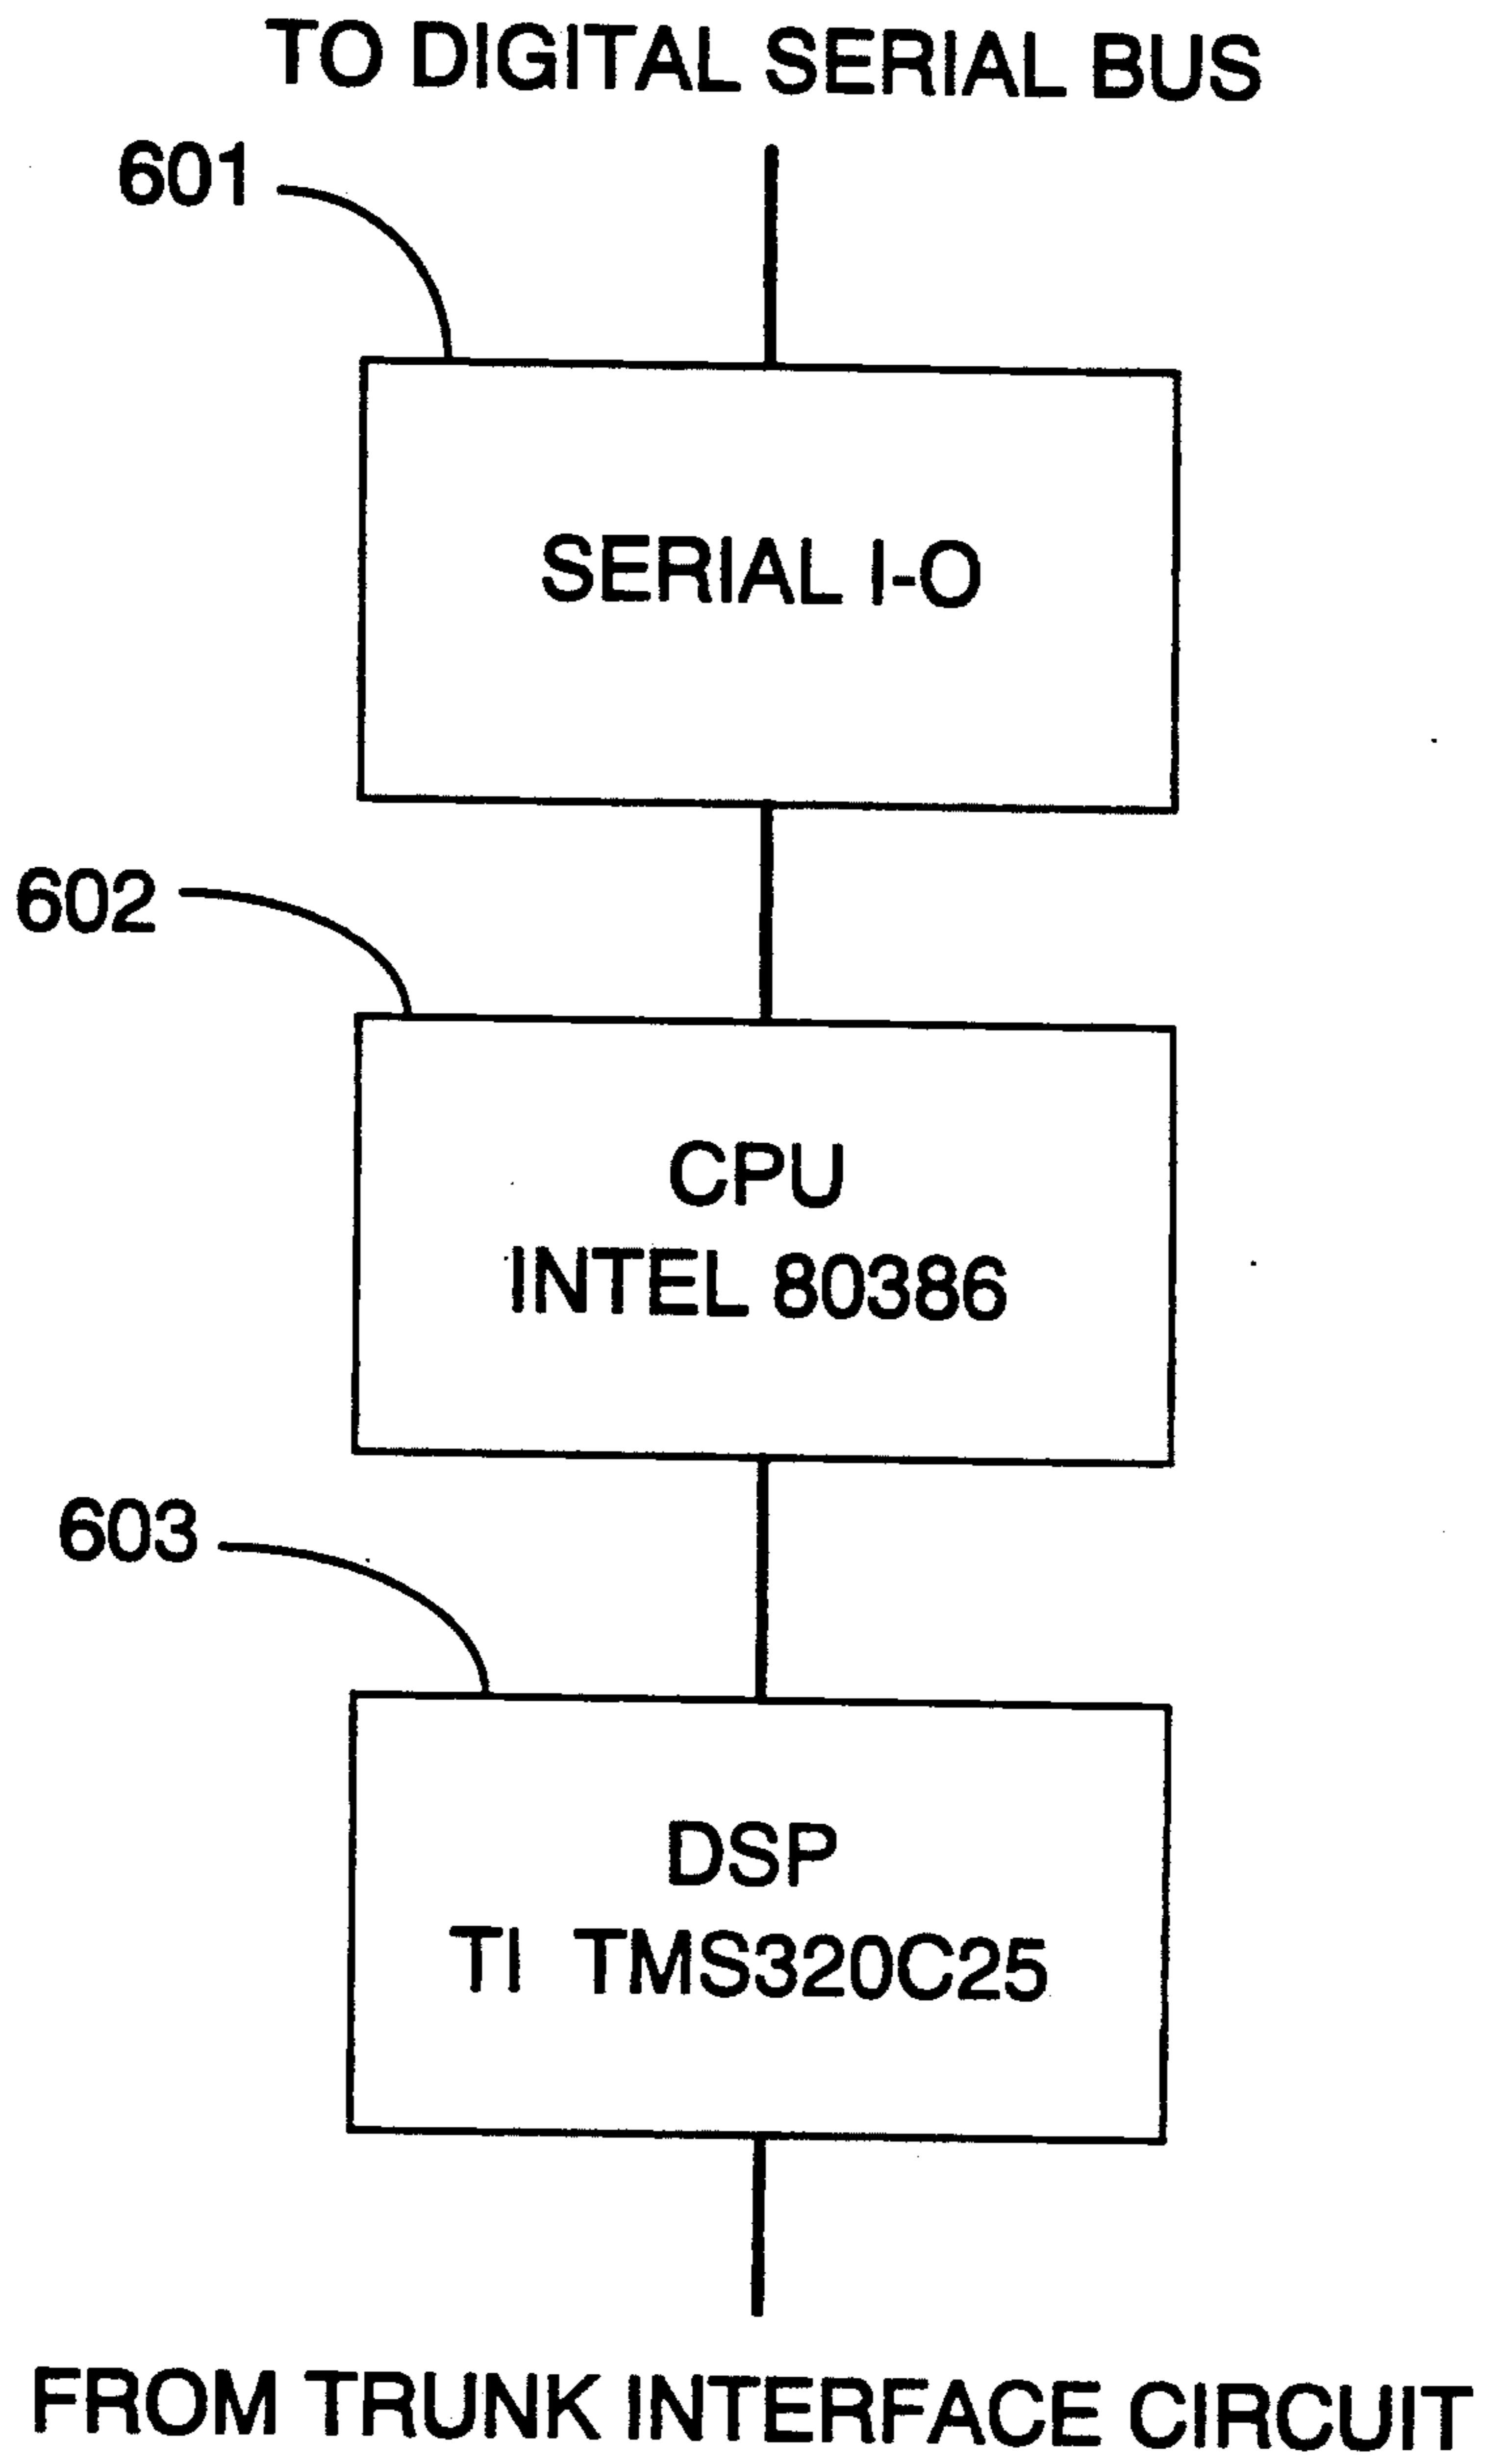 TO DIGITAL SERIAL BUS
601
SERIAL I-O
602
CPU
INTEL 80386
603
DSP
TI TMS320C25
FROM TRUNK INTERFACE CIRCUIT